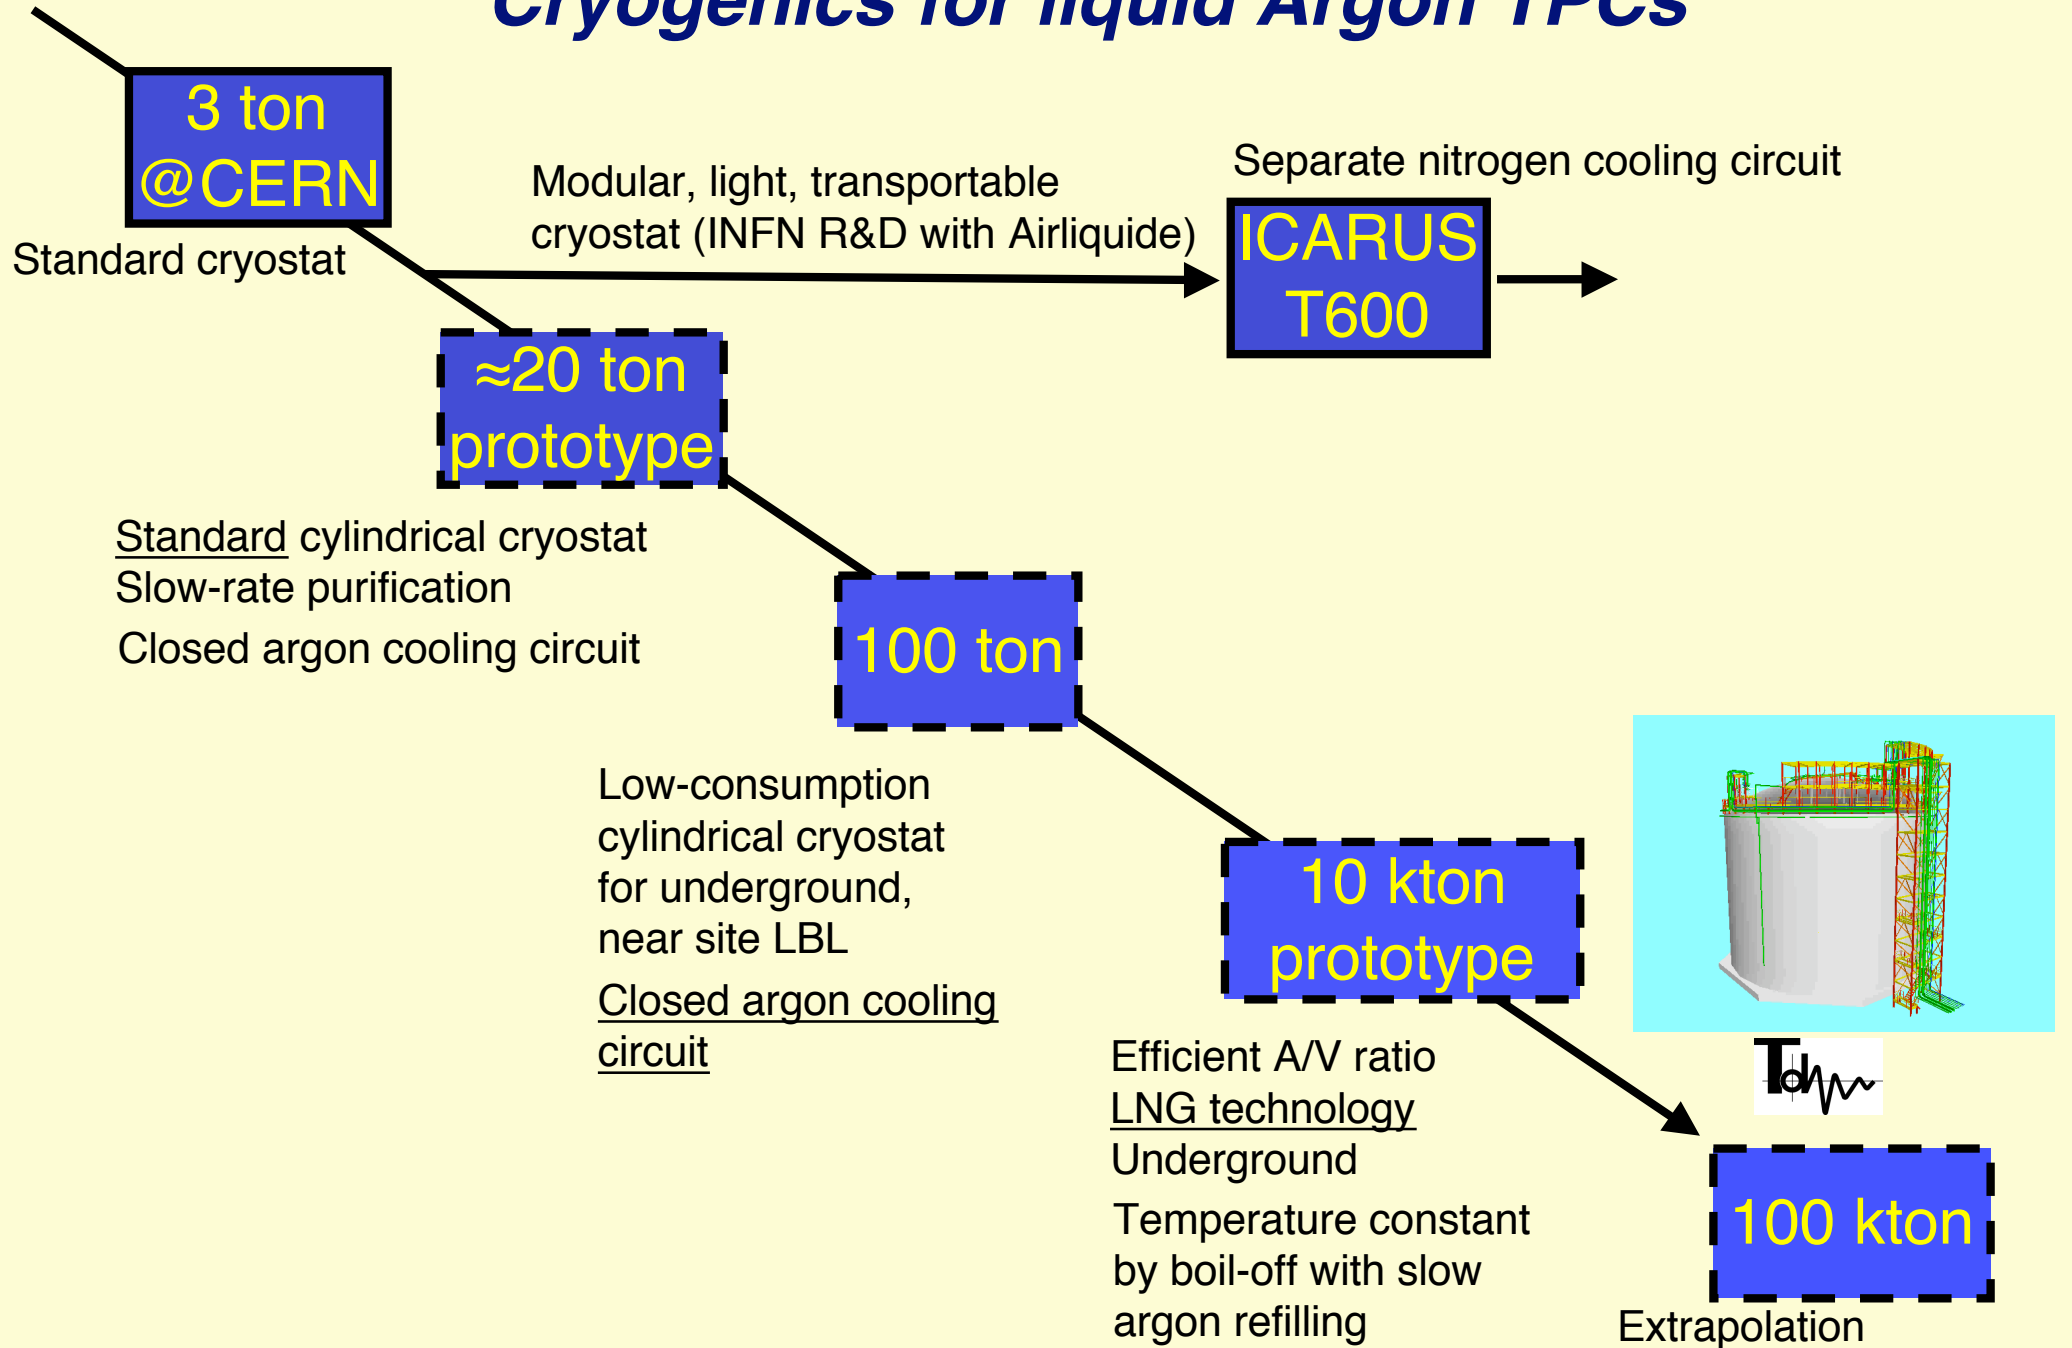 Cryogenics for liquid Argon TPCs
3 ton
@CERN
Standard cryostat
Modular, light, transportable
cryostat (INFN R&D with Airliquide)
Separate nitrogen cooling circuit
ICARUS
T600
≈20 ton
prototype
Standard cylindrical cryostat
Slow-rate purification
Closed argon cooling circuit
100 ton
Low-consumption
cylindrical cryostat
for underground,
near site LBL
Closed argon cooling
circuit
10 kton
prototype
Efficient A/V ratio
LNG technology
Underground
Temperature constant
by boil-off with slow
argon refilling
Td
100 kton
Extrapolation